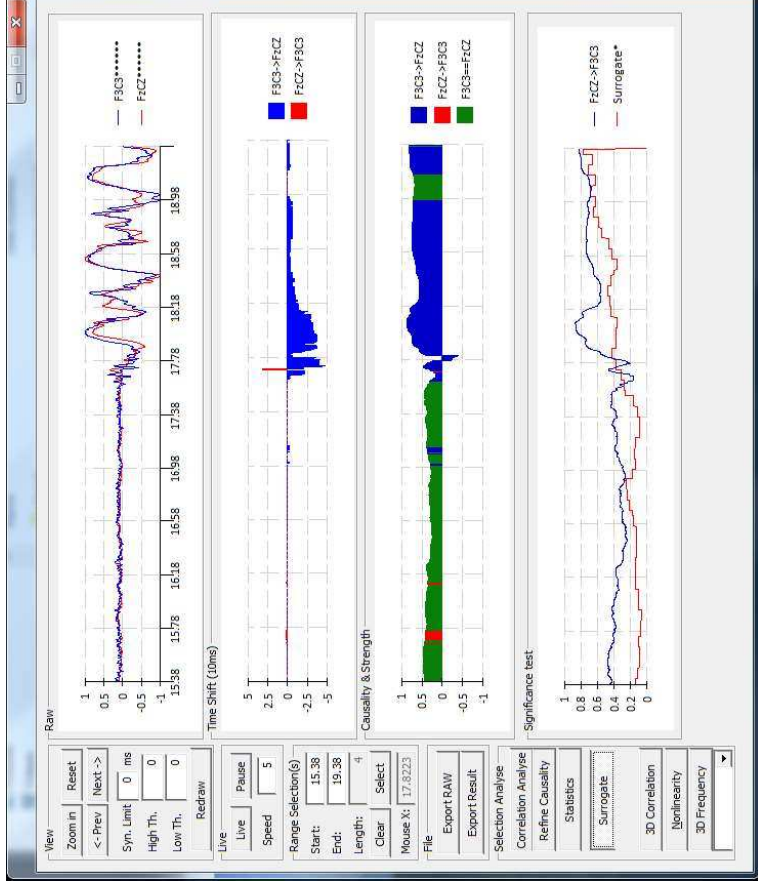 View
Zoom in Reset
<- Prev Next ->
Syn. Limit 0 ms
High Th. 0
Low Th. 0
Redraw
Live
Live Pause
Speed 5
Range Selection(s)
Start: 15.38
End: 19.38
Length: 4
Clear Select
Mouse X: 17.8223
File
Export RAW
Export Result
Selection Analyse
Correlation Analyse
Refine Causality
Statistics
Surrogate
3D Correlation
Nonlinearity
3D Frequency
Raw
1
0.5
0
-0.5
-1
15.38 15.78 16.18 16.58 16.98 17.38 17.78 18.18 18.58 18.98
F3C3*******
FzCZ*******
Time Shift (10ms)
5
2.5
0
-2.5
-5
F3C3->FzCZ
FzCZ->F3C3
Causality & Strength
1
0.5
0
-0.5
-1
F3C3->FzCZ
FzCZ->F3C3
F3C3==FzCZ
Significance test
1
0.8
0.6
0.4
0.2
0
FzCZ->F3C3
Surrogate*